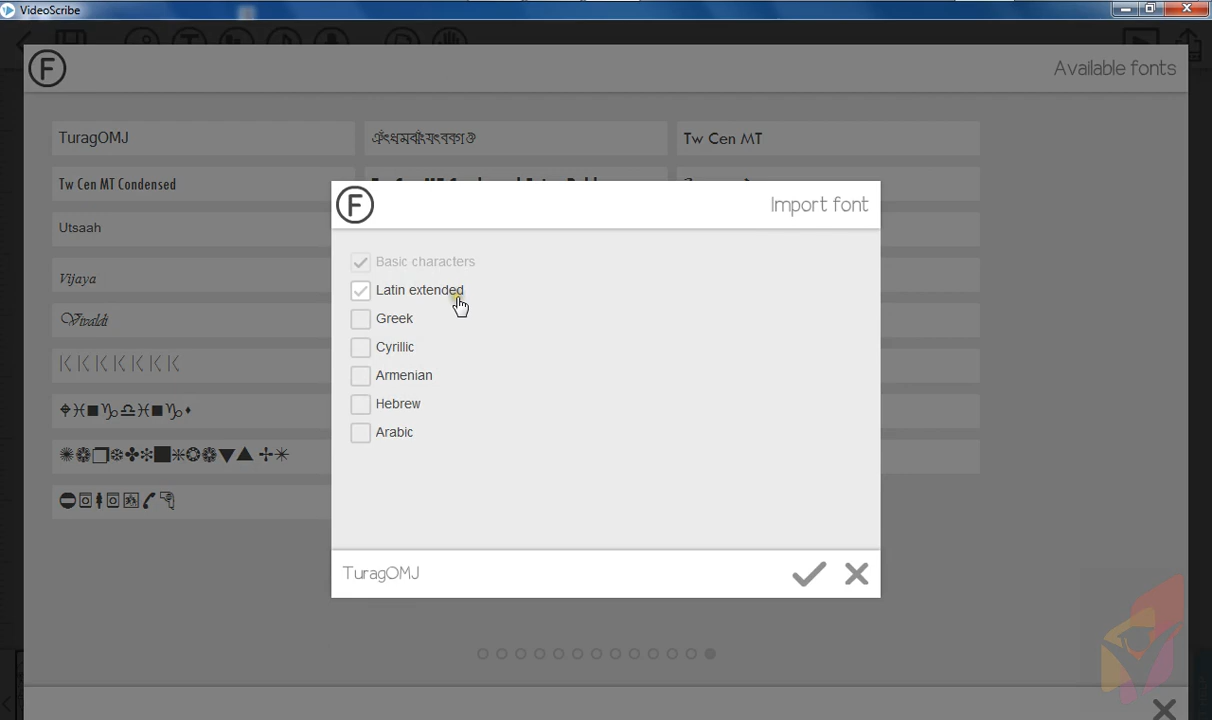 VideoScribe
F
Available fonts
TuragOMJ
Tw Cen MT
Tw Cen MT Condensed
Utsaah
Vijaya
Vivaldi
F
Import font
Basic characters
Latin extended
Greek
Cyrillic
Armenian
Hebrew
Arabic
TuragOMJ